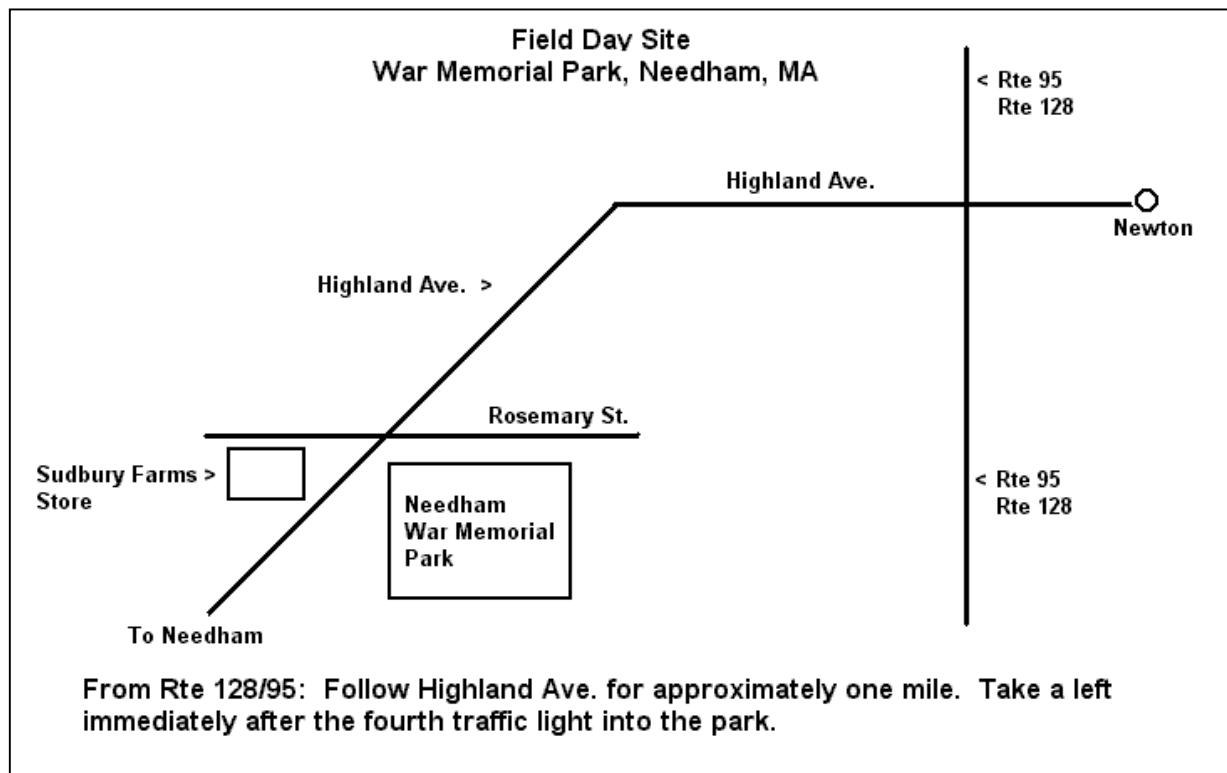 Field Day Site
War Memorial Park, Needham, MA
< Rte 95
Rte 128
Highland Ave.
Newton
Highland Ave. >
Rosemary St.
Sudbury Farms >
Store
Needham
War Memorial
Park
< Rte 95
Rte 128
To Needham
From Rte 128/95: Follow Highland Ave. for approximately one mile. Take a left
immediately after the fourth traffic light into the park.